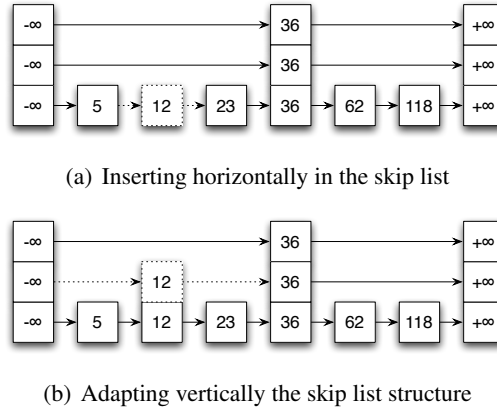 -∞ 36 +∞
-∞ 36 +∞
-∞ 5 12 23 36 62 118 +∞
(a) Inserting horizontally in the skip list
-∞ 36 +∞
-∞ 12 36 +∞
-∞ 5 12 23 36 62 118 +∞
(b) Adapting vertically the skip list structure